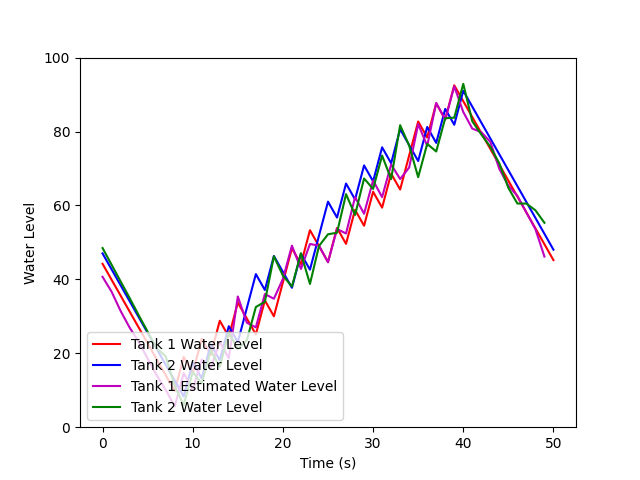 100
80
60
40
20
0
Water Level
Tank 1 Water Level
Tank 2 Water Level
Tank 1 Estimated Water Level
Tank 2 Water Level
0 10 20 30 40 50
Time (s)